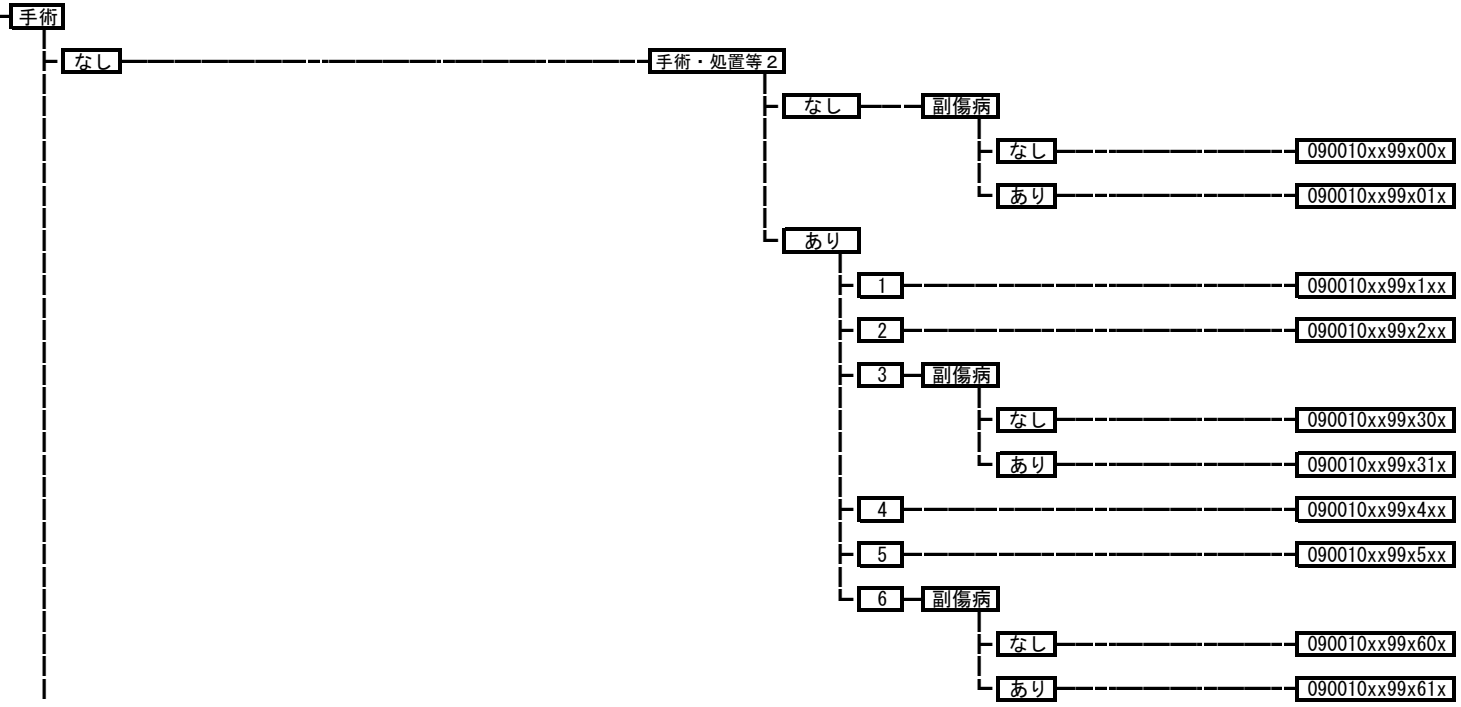 手術
なし 手術・処置等２
なし 副傷病
なし 090010xx99x00x
あり 090010xx99x01x
あり
1 090010xx99x1xx
2 090010xx99x2xx
3 副傷病
なし 090010xx99x30x
あり 090010xx99x31x
4 090010xx99x4xx
5 090010xx99x5xx
6 副傷病
なし 090010xx99x60x
あり 090010xx99x61x